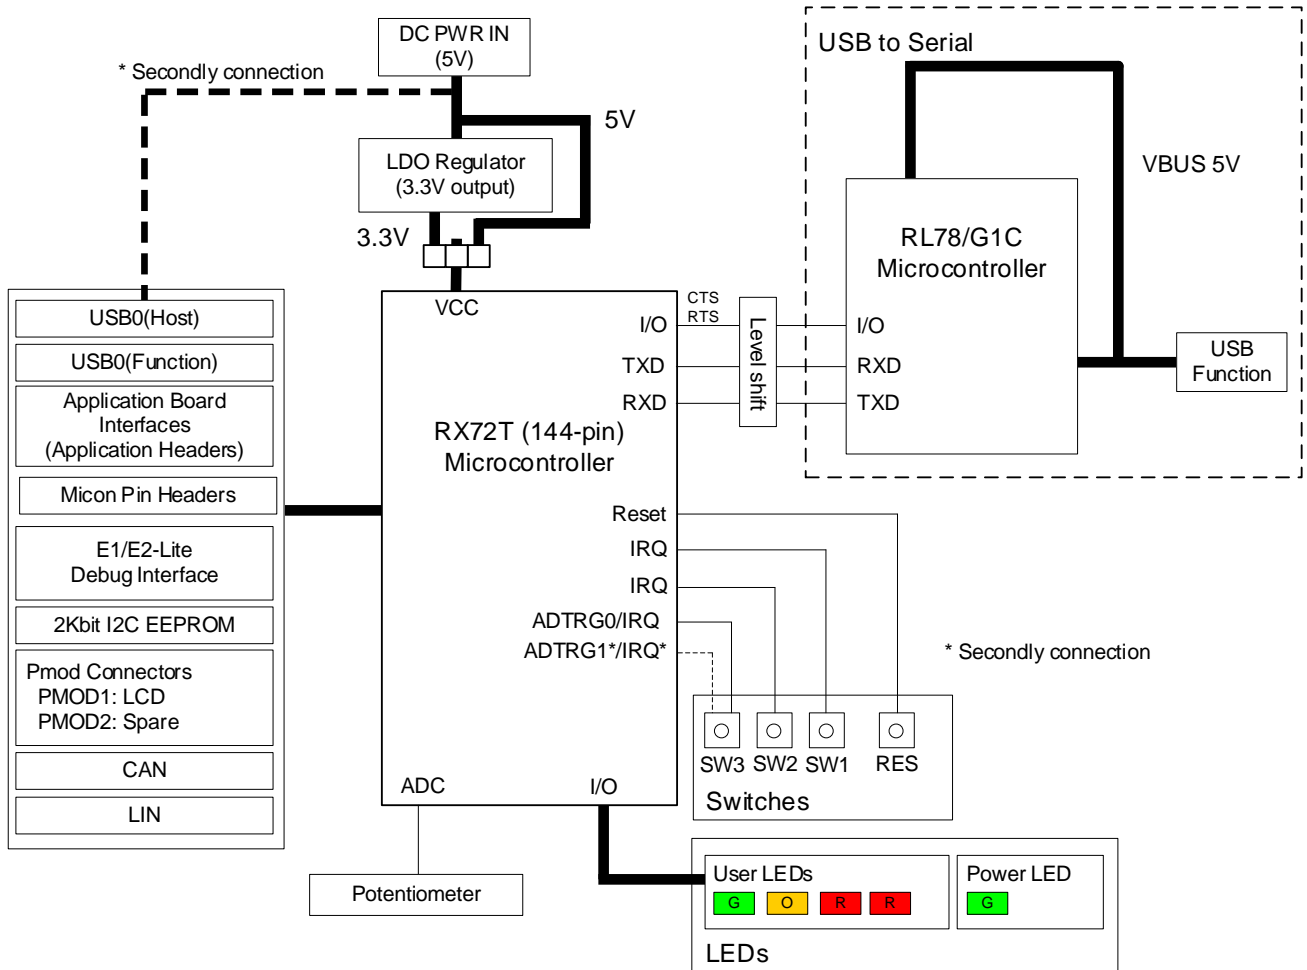 DC PWR IN
(5V)
* Secondly connection
5V
LDO Regulator
(3.3V output)
3.3V
USB to Serial
VBUS 5V
RL78/G1C
Microcontroller
I/O
RXD
TXD
USB
Function
Level shift
CTS
RTS
VCC
I/O
TXD
RXD
RX72T (144-pin)
Microcontroller
Reset
IRQ
IRQ
ADTRG0/IRQ
ADTRG1*/IRQ*
ADC
I/O
USB0(Host)
USB0(Function)
Application Board
Interfaces
(Application Headers)
Micon Pin Headers
E1/E2-Lite
Debug Interface
2Kbit I2C EEPROM
Pmod Connectors
PMOD1: LCD
PMOD2: Spare
CAN
LIN
* Secondly connection
SW3 SW2 SW1 RES
Switches
Potentiometer
User LEDs
G O R R
Power LED
G
LEDs